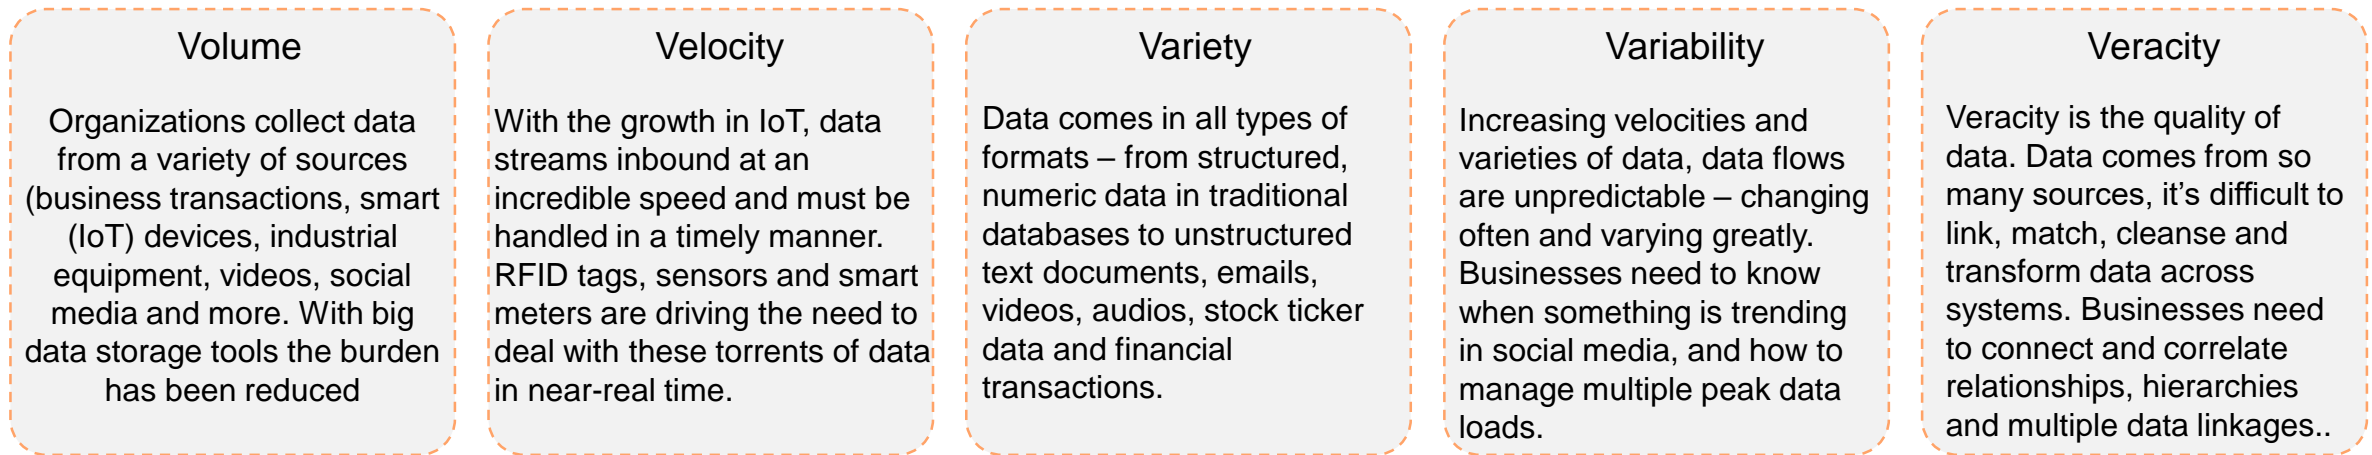 Volume
Organizations collect data
from a variety of sources
(business transactions, smart
(IoT) devices, industrial
equipment, videos, social
media and more. With big
data storage tools the burden
has been reduced
Velocity
With the growth in IoT, data
streams inbound at an
incredible speed and must be
handled in a timely manner.
RFID tags, sensors and smart
meters are driving the need to
deal with these torrents of data
in near-real time.
Variety
Data comes in all types of
formats – from structured,
numeric data in traditional
databases to unstructured
text documents, emails,
videos, audios, stock ticker
data and financial
transactions.
Variability
Increasing velocities and
varieties of data, data flows
are unpredictable – changing
often and varying greatly.
Businesses need to know
when something is trending
in social media, and how to
manage multiple peak data
loads.
Veracity
Veracity is the quality of
data. Data comes from so
many sources, it’s difficult to
link, match, cleanse and
transform data across
systems. Businesses need
to connect and correlate
relationships, hierarchies
and multiple data linkages..